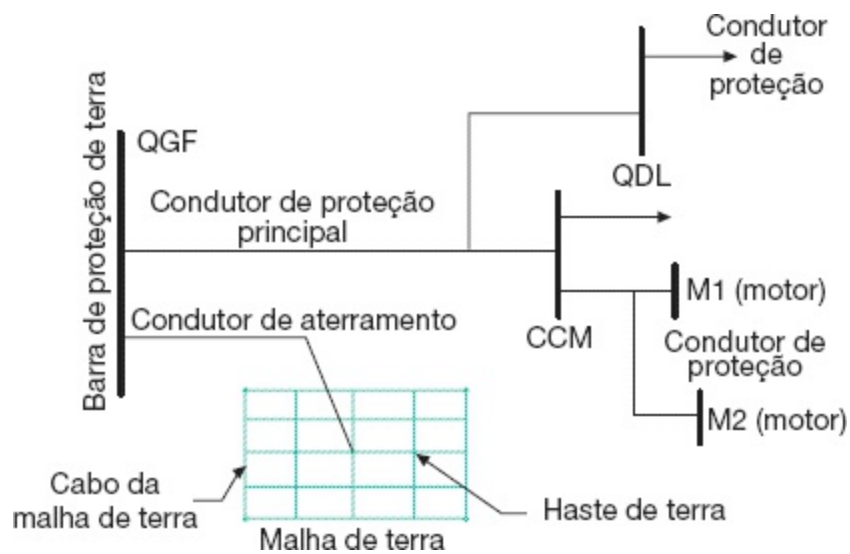 Barra de proteção de terra
QGF
Condutor
de
proteção
QDL
Condutor de proteção
principal
M1 (motor)
Condutor de aterramento
CCM
Condutor de
proteção
M2 (motor)
Cabo da
malha de terra
Haste de terra
Malha de terra